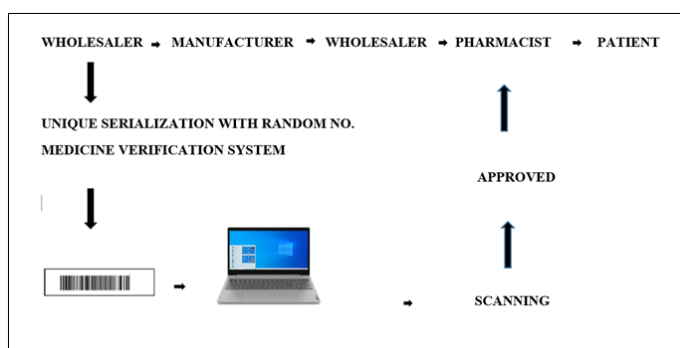 WHOLESALER → MANUFACTURER → WHOLESALER → PHARMACIST → PATIENT
UNIQUE SERIALIZATION WITH RANDOM NO.
MEDICINE VERIFICATION SYSTEM
APPROVED
SCANNING